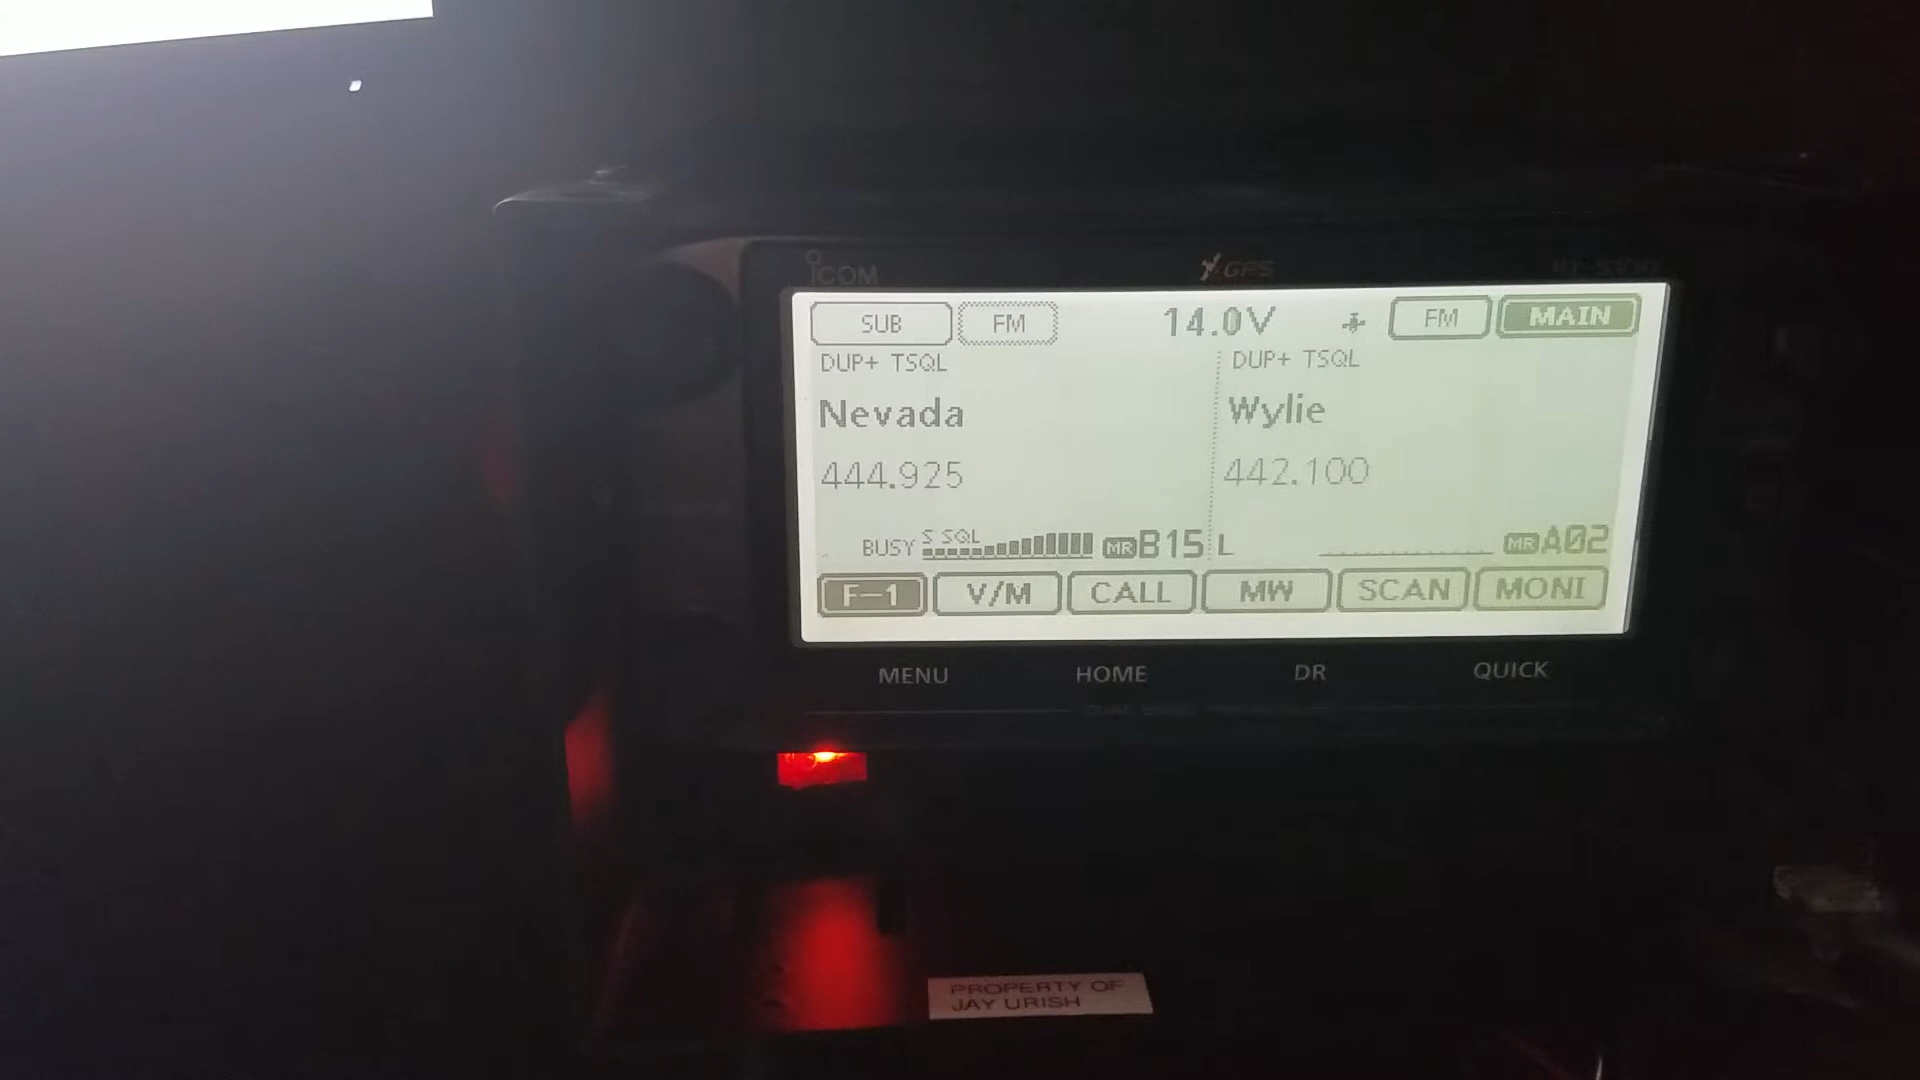 ICOM GPS
SUB FM 14.0V FM MAIN
DUP+ TSQL DUP+ TSQL
Nevada Wylie
444.925 442.100
BUSY S SQL MR B15 L MR A02
F-1 V/M CALL MW SCAN MONI
MENU HOME DR QUICK
PROPERTY OF
JAY URISH